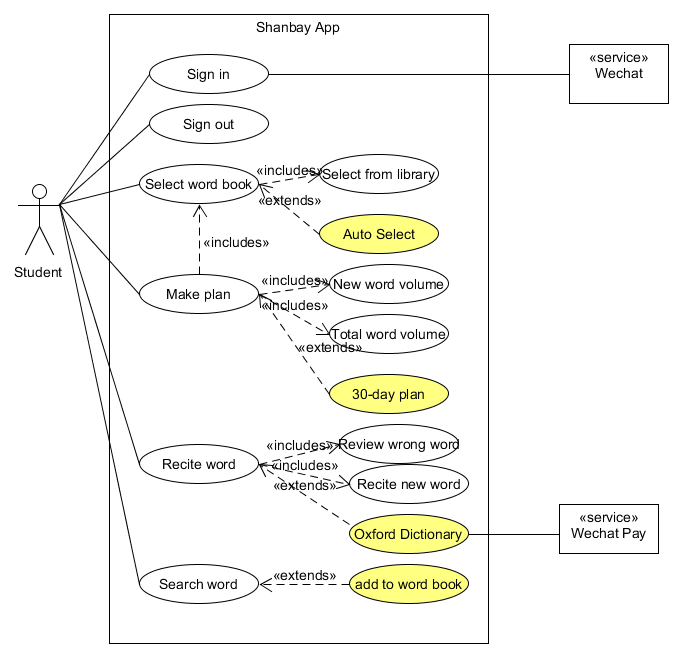 Shanbay App
«service»
Wechat
Sign in
Sign out
Select word book
«includes»
Select from library
«extends»
Auto Select
«includes»
Student
Make plan
«includes»
New word volume
«includes»
Total word volume
«extends»
30-day plan
Recite word
«includes»
Review wrong word
«includes»
Recite new word
«extends»
Oxford Dictionary
«service»
Wechat Pay
Search word
«extends»
add to word book